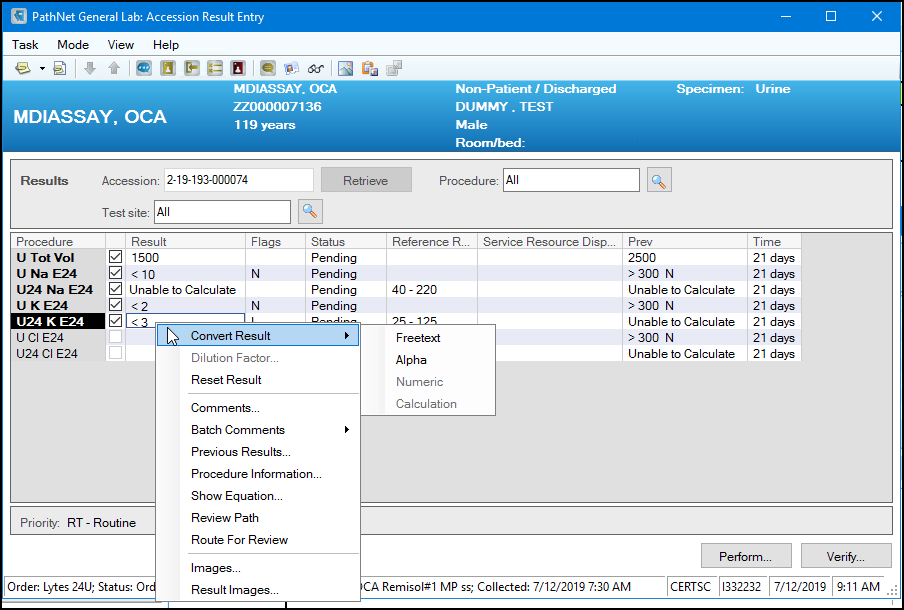 PathNet General Lab: Accession Result Entry
Task Mode View Help
MDIASSAY, OCA Non-Patient / Discharged Specimen: Urine
MDIASSAY, OCA ZZ000007136 DUMMY , TEST
119 years Male
Room/bed:
Results Accession: 2-19-193-000074 Retrieve Procedure: All
Test site: All
Procedure Result Flags Status Reference R... Service Resource Disp... Prev Time
U Tot Vol 1500 Pending 2500 21 days
U Na E24 < 10 N Pending > 300 N 21 days
U24 Na E24 Unable to Calculate Pending 40 - 220 Unable to Calculate 21 days
U K E24 < 2 N Pending > 300 N 21 days
U24 K E24 < 3 L Pending 25 - 125 Unable to Calculate 21 days
U Cl E24 > 300 N 21 days
U24 Cl E24 Unable to Calculate 21 days
Convert Result Freetext
Dilution Factor... Alpha
Reset Result Numeric
Calculation
Comments...
Batch Comments
Previous Results...
Procedure Information...
Show Equation...
Review Path
Route For Review
Images...
Result Images...
Priority: RT - Routine
Perform... Verify...
Order: Lytes 24U; Status: Ord OCA Remisol#1 MP ss; Collected: 7/12/2019 7:30 AM CERTSC I332232 7/12/2019 9:11 AM